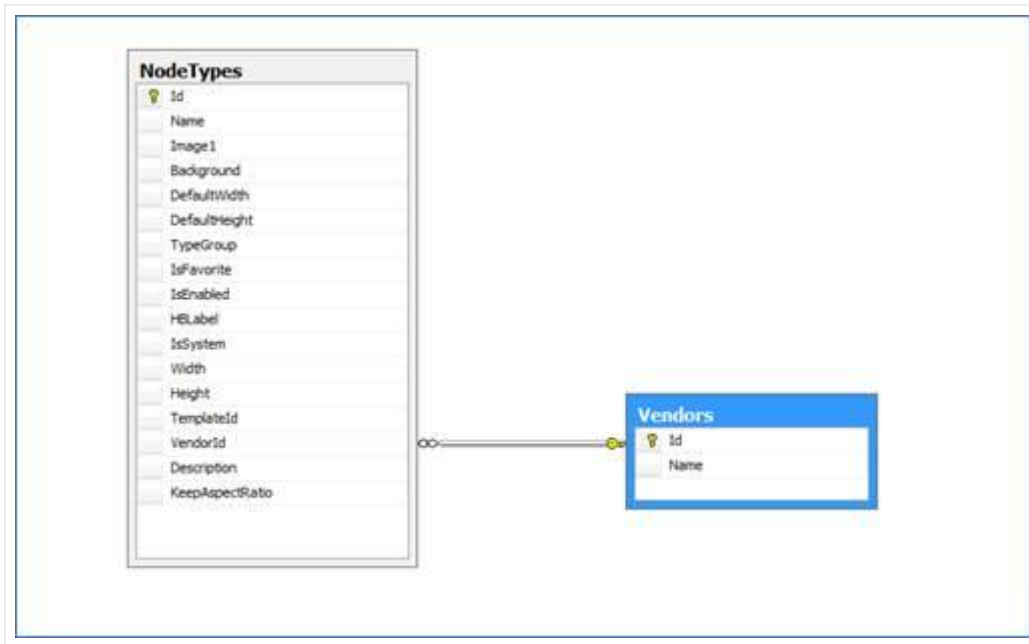 NodeTypes
Id
Name
Image1
Background
DefaultWidth
DefaultHeight
TypeGroup
IsFavorite
IsEnabled
HBLabel
IsSystem
Width
Height
TemplateId
VendorId
Description
KeepAspectRatio
Vendors
Id
Name